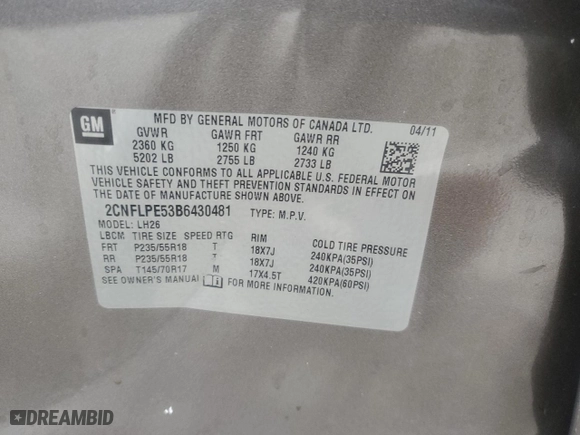 GM
MFD BY GENERAL MOTORS OF CANADA LTD. 04/11
GVWR GAWR FRT GAWR RR
2360 KG 1250 KG 1240 KG
5202 LB 2755 LB 2733 LB
THIS VEHICLE CONFORMS TO ALL APPLICABLE U.S. FEDERAL MOTOR
VEHICLE SAFETY AND THEFT PREVENTION STANDARDS IN EFFECT
ON THE DATE OF MANUFACTURE SHOWN ABOVE.
2CNFLPE53B6430481 TYPE: M.P.V.
MODEL: LH26
LBCM TIRE SIZE SPEED RTG RIM COLD TIRE PRESSURE
FRT P235/55R18 T 18X7J 240KPA(35PSI)
RR P235/55R18 T 18X7J 240KPA(35PSI)
SPA T145/70R17 M 17X4.5T 420KPA(60PSI)
SEE OWNER'S MANUAL FOR MORE INFORMATION.
DREAMBID